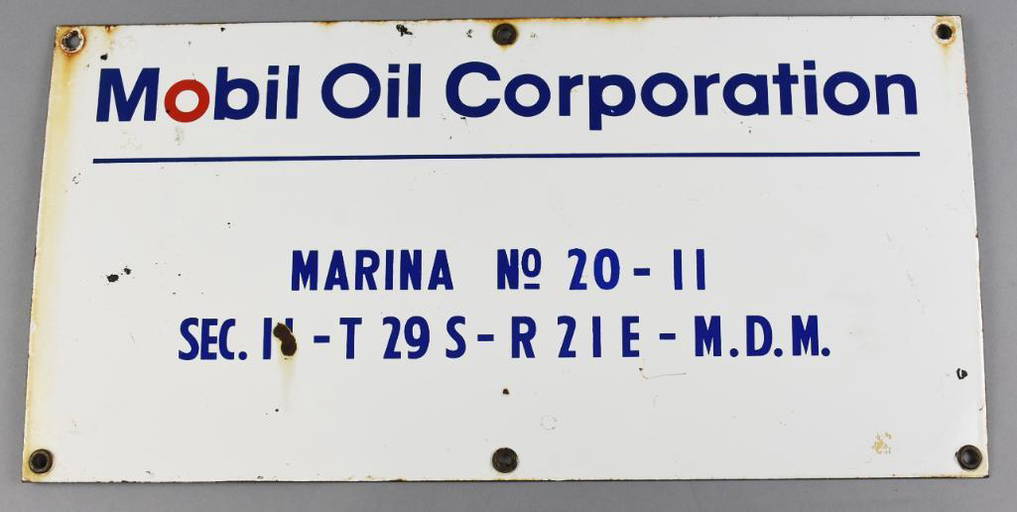 Mobil Oil Corporation
MARINA Nº 20 - 11
SEC. 11 - T 29 S - R 21 E - M.D.M.